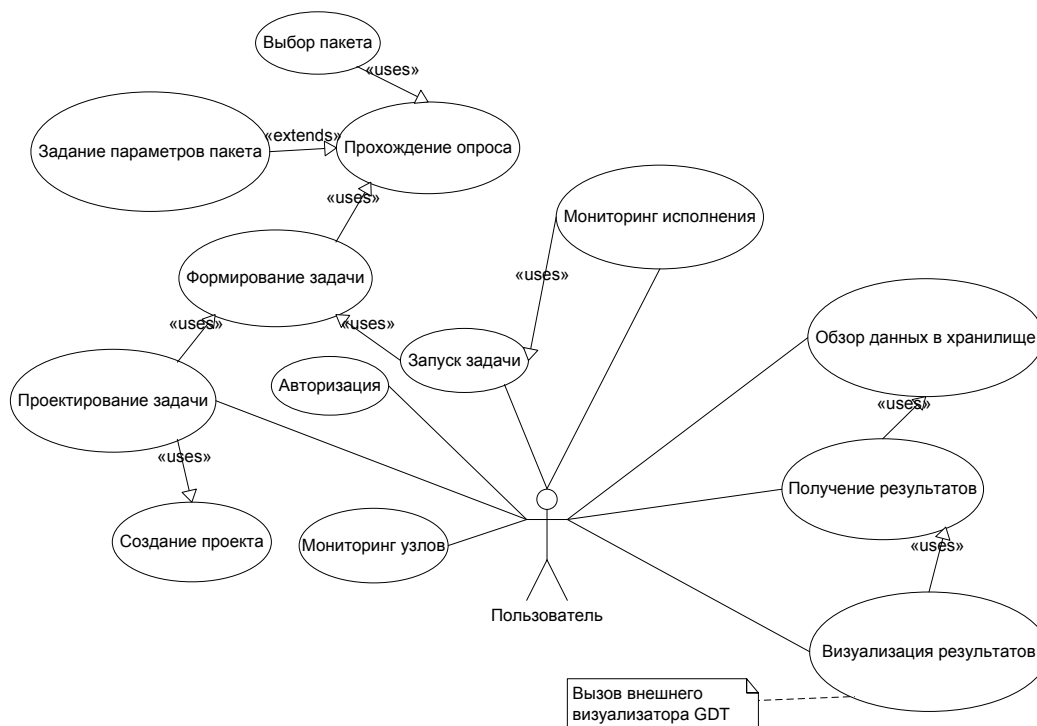 Выбор пакета
«uses»
Задание параметров пакета
«extends»
Прохождение опроса
«uses»
Мониторинг исполнения
Формирование задачи
«uses»
«uses»
«uses»
Запуск задачи
Обзор данных в хранилище
Авторизация
Проектирование задачи
«uses»
«uses»
Получение результатов
Создание проекта
Мониторинг узлов
«uses»
Пользователь
Визуализация результатов
Вызов внешнего
визуализатора GDT